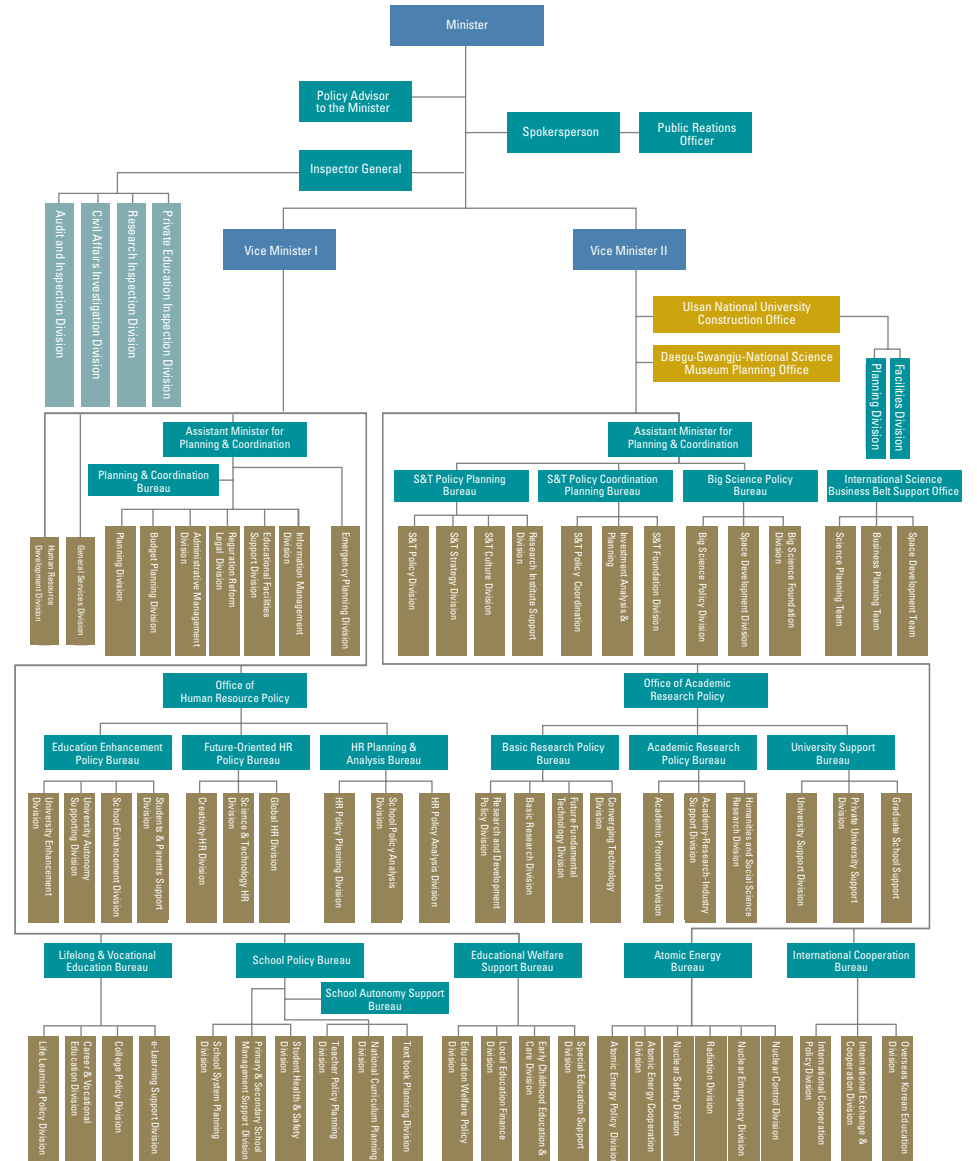 Minister
Policy Advisor
to the Minister
Spokersperson
Public Reations
Officer
Inspector General
Audit and Inspection Division
Civil Affairs Investigation Division
Research Inspection Division
Private Education Inspection Division
Vice Minister I
Vice Minister II
Ulsan National University
Construction Office
Daegu-Gwangju-National Science
Museum Planning Office
Planning Division
Facilities Division
Assistant Minister for
Planning & Coordination
Planning & Coordination
Bureau
Human Resource
Development Division
General Services Division
Planning Division
Budget Planning Division
Administrative Management
Division
Reguration Reform
Legal Division
Educational Facilities
Support Division
Information Management
Division
Emergency Planning Division
Assistant Minister for
Planning & Coordination
S&T Policy Planning
Bureau
S&T Policy Coordination
Planning Bureau
Big Science Policy
Bureau
International Science
Business Belt Support Office
S&T Policy Division
S&T Strategy Division
S&T Culture Division
Research Institute Support
Division
S&T Policy Coordination
Investment Analysis &
Planning
S&T Foundation Division
Big Science Policy Division
Space Development Division
Big Science Foundation
Division
Science Planning Team
Business Planning Team
Space Development Team
Office of
Human Resource Policy
Education Enhancement
Policy Bureau
Future-Oriented HR
Policy Bureau
HR Planning &
Analysis Bureau
University Enhancement
Division
University Autonomy
Supporting Division
School Enhancement Division
Students & Parents Support
Division
Creativity-HR Division
Science & Technology HR
Division
Global HR Division
HR Policy Planning Division
School Policy Analysis
Division
HR Policy Analysis Division
Office of Academic
Research Policy
Basic Research Policy
Bureau
Academic Research
Policy Bureau
University Support
Bureau
Research and Development
Policy Division
Basic Research Division
Future Fundamental
Technology Division
Converging Technology
Division
Academic Promotion Division
Academy-Research-Industry
Support Division
Humanities and Social Science
Research Division
University Support Division
Private University Support
Division
Graduate School Support
Lifelong & Vocational
Education Bureau
School Policy Bureau
School Autonomy Support
Bureau
Educational Welfare
Support Bureau
Atomic Energy
Bureau
International Cooperation
Bureau
Life Learning Policy Division
Career & Vocational
Education Division
College Policy Division
e-Learning Support Division
School System Planning
Division
Primary & Secondary School
Management Support Division
Student Health & Safety
Division
Teacher Policy Planning
Division
National Curriculum Planning
Division
Textbook Planning Division
Education Welfare Policy
Division
Local Education Finance
Division
Early Childhood Education &
Care Division
Special Education Support
Division
Atomic Energy Policy Division
Atomic Energy Cooperation
Division
Nuclear Safety Division
Radiation Division
Nuclear Emergency Division
Nuclear Control Division
International Cooperation
Policy Division
International Exchange &
Cooperation Division
Overseas Korean Education
Division